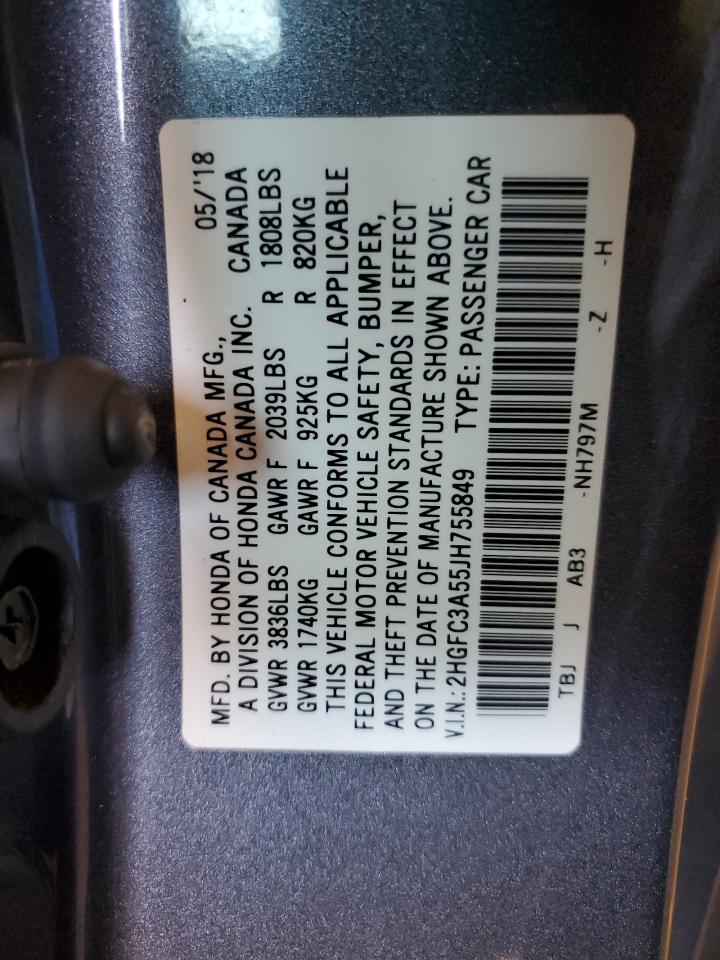 MFD. BY HONDA OF CANADA MFG., 05/'18
A DIVISION OF HONDA CANADA INC. CANADA
GVWR 3836LBS GAWR F 2039LBS R 1808LBS
GVWR 1740KG GAWR F 925KG R 820KG
THIS VEHICLE CONFORMS TO ALL APPLICABLE
FEDERAL MOTOR VEHICLE SAFETY, BUMPER,
AND THEFT PREVENTION STANDARDS IN EFFECT
ON THE DATE OF MANUFACTURE SHOWN ABOVE.
V.I.N.: 2HGFC3A55JH755849 TYPE: PASSENGER CAR
TBJ J AB3 -NH797M -Z -H